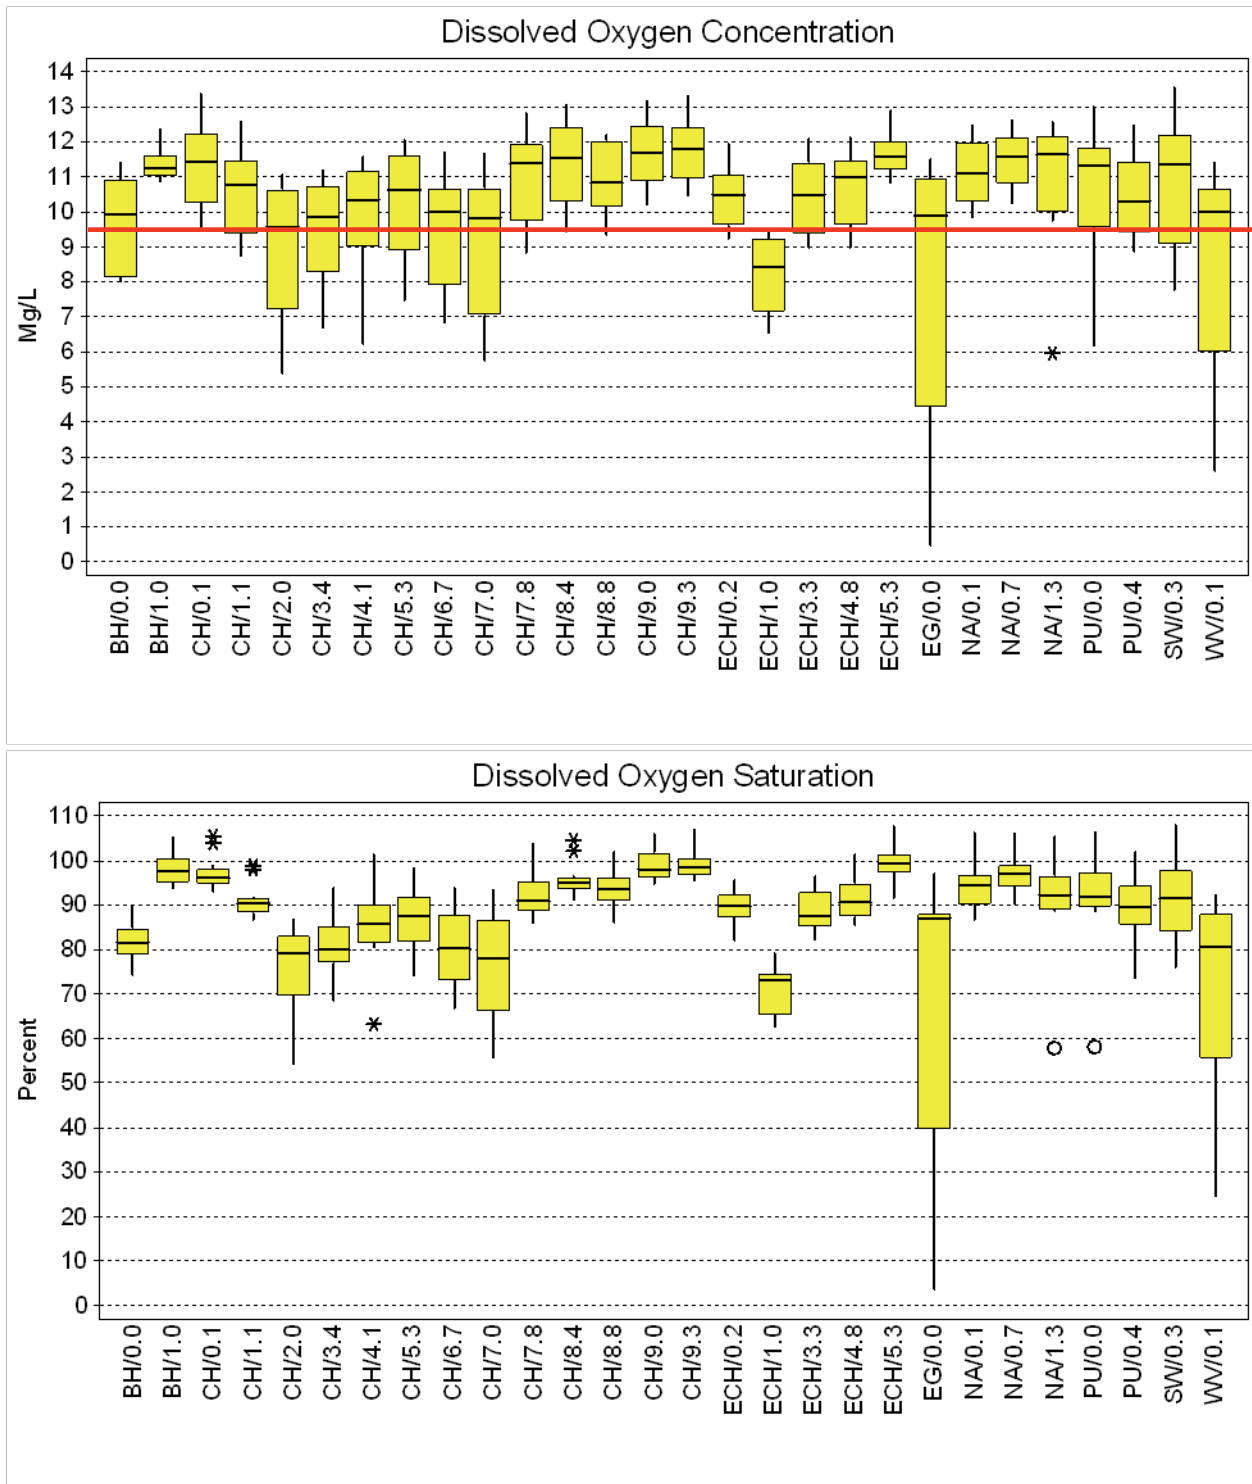 Dissolved Oxygen Concentration
14
13
12
11
10
9
8
7
6
5
4
3
2
1
0
Mg/L
BH/0.0
BH/1.0
CH/0.1
CH/1.1
CH/2.0
CH/3.4
CH/4.1
CH/5.3
CH/6.7
CH/7.0
CH/7.8
CH/8.4
CH/8.8
CH/9.0
CH/9.3
ECH/0.2
ECH/1.0
ECH/3.3
ECH/4.8
ECH/5.3
EG/0.0
NA/0.1
NA/0.7
NA/1.3
PU/0.0
PU/0.4
SW/0.3
WV/0.1
Dissolved Oxygen Saturation
110
100
90
80
70
60
50
40
30
20
10
0
Percent
BH/0.0
BH/1.0
CH/0.1
CH/1.1
CH/2.0
CH/3.4
CH/4.1
CH/5.3
CH/6.7
CH/7.0
CH/7.8
CH/8.4
CH/8.8
CH/9.0
CH/9.3
ECH/0.2
ECH/1.0
ECH/3.3
ECH/4.8
ECH/5.3
EG/0.0
NA/0.1
NA/0.7
NA/1.3
PU/0.0
PU/0.4
SW/0.3
WV/0.1